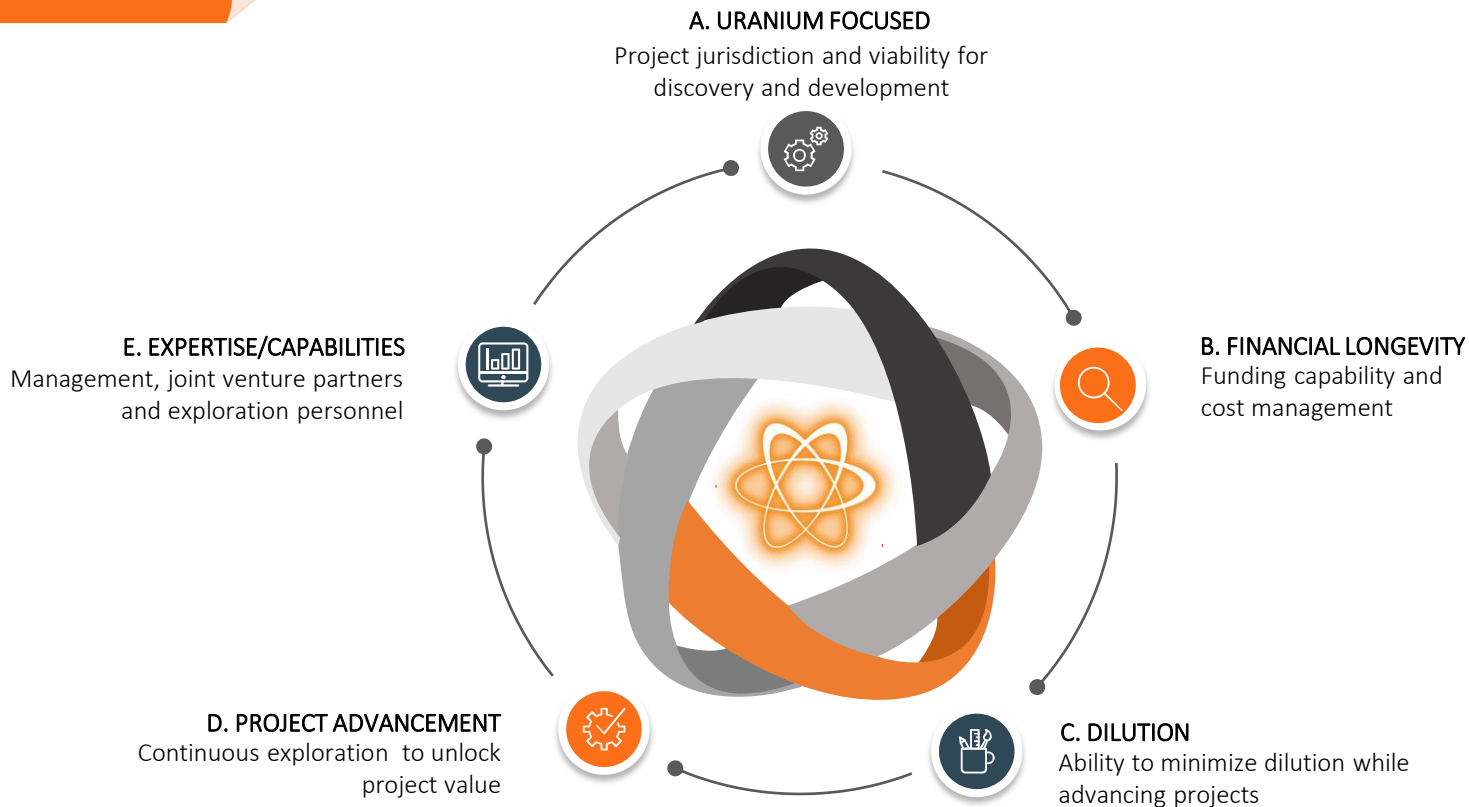 A. URANIUM FOCUSED
Project jurisdiction and viability for
discovery and development
B. FINANCIAL LONGEVITY
Funding capability and
cost management
C. DILUTION
Ability to minimize dilution while
advancing projects
D. PROJECT ADVANCEMENT
Continuous exploration  to unlock
project value
E. EXPERTISE/CAPABILITIES
Management, joint venture partners
and exploration personnel